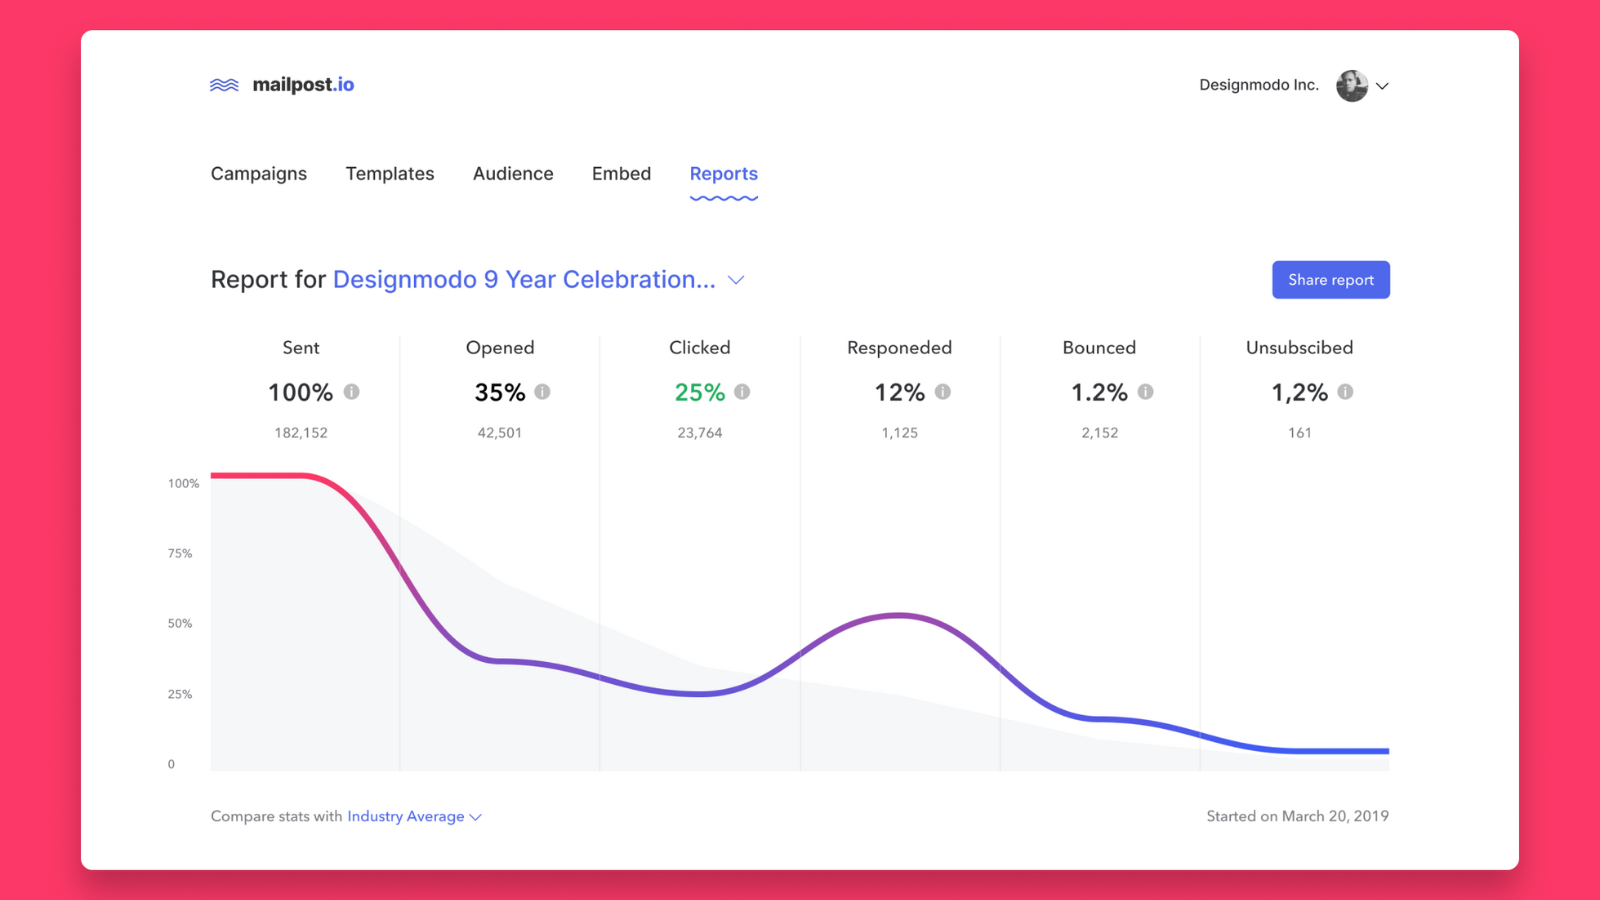 mailpost.io
Designmodo Inc.
Campaigns Templates Audience Embed Reports
Report for Designmodo 9 Year Celebration...
Share report
Sent Opened Clicked Responeded Bounced Unsubscibed
100% 35% 25% 12% 1.2% 1,2%
182,152 42,501 23,764 1,125 2,152 161
100%
75%
50%
25%
0
Compare stats with Industry Average
Started on March 20, 2019